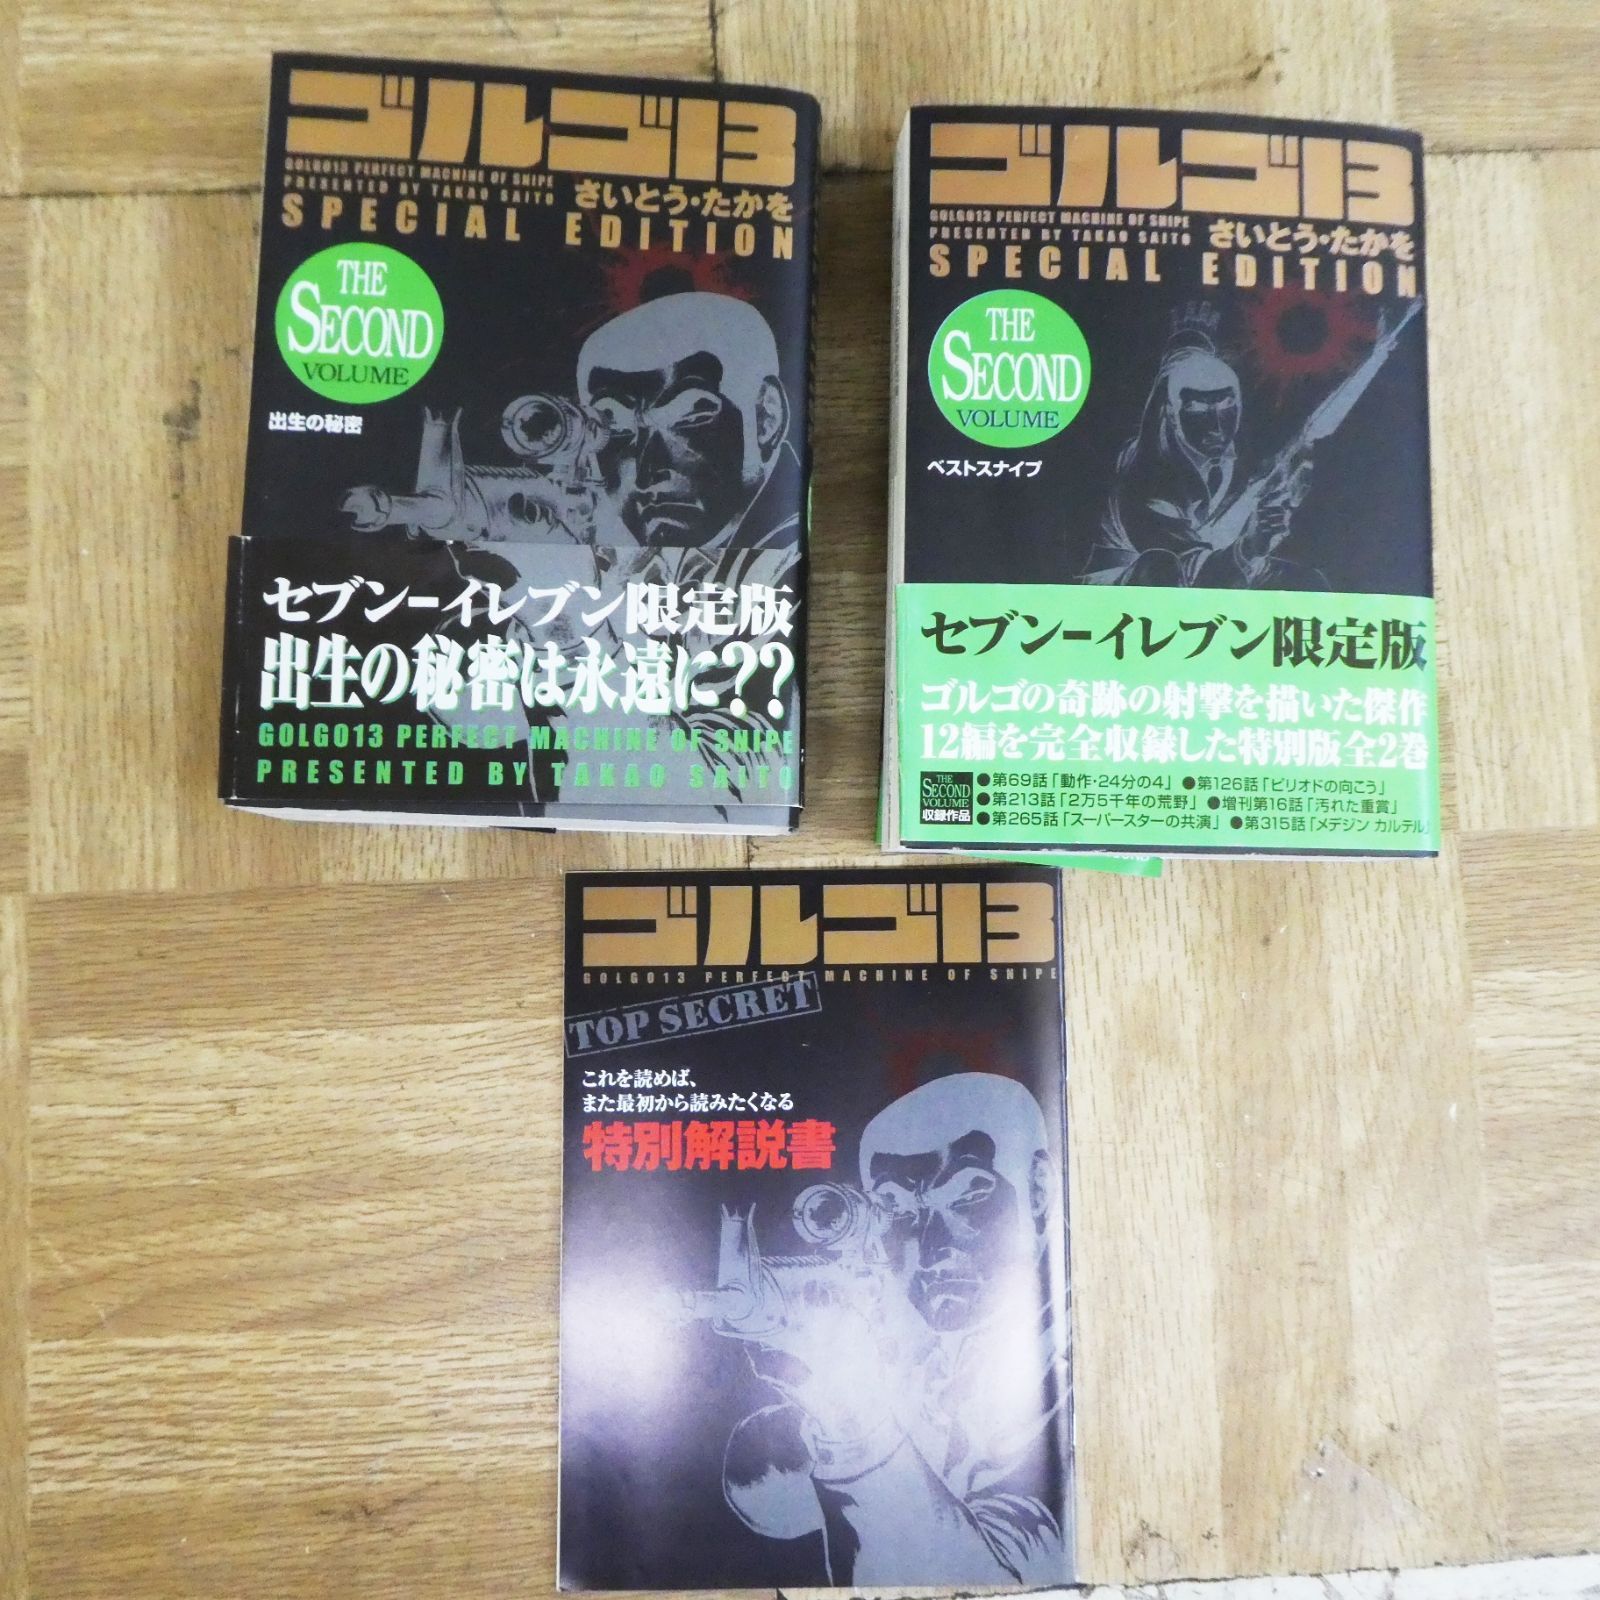 ゴルゴ13
GOLGO13 PERFECT MACHINE OF SNIPE
PRESENTED BY TAKAO SAITO
さいとう・たかを
SPECIAL EDITION
THE
SECOND
VOLUME
出生の秘密
セブン-イレブン限定版
出生の秘密は永遠に??
GOLGO13 PERFECT MACHINE OF SNIPE
PRESENTED BY TAKAO SAITO
ゴルゴ13
GOLGO13 PERFECT MACHINE OF SNIPE
PRESENTED BY TAKAO SAITO
さいとう・たかを
SPECIAL EDITION
THE
SECOND
VOLUME
ベストスナイプ
セブン-イレブン限定版
ゴルゴの奇跡の射撃を描いた傑作
12編を完全収録した特別版全2巻
THE
SECOND
VOLUME
収録作品
●第69話「動作・24分の4」 ●第126話「ピリオドの向こう」
●第213話「2万5千年の荒野」 ●増刊第16話「汚れた重賞」
●第265話「スーパースターの共演」 ●第315話「メデジン カルテル」
ゴルゴ13
GOLGO13 PERFECT MACHINE OF SNIPE
TOP SECRET
これを読めば、
また最初から読みたくなる
特別解説書